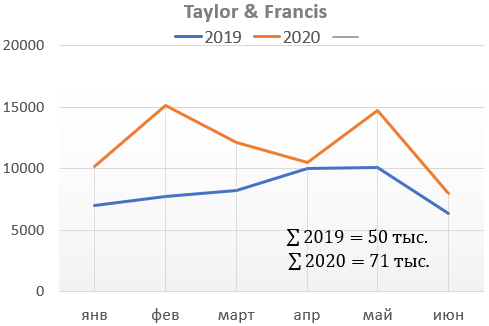 Taylor & Francis
2019 2020
20000
15000
10000
5000
0
∑ 2019 = 50 тыс.
∑ 2020 = 71 тыс.
янв фев март апр май июн